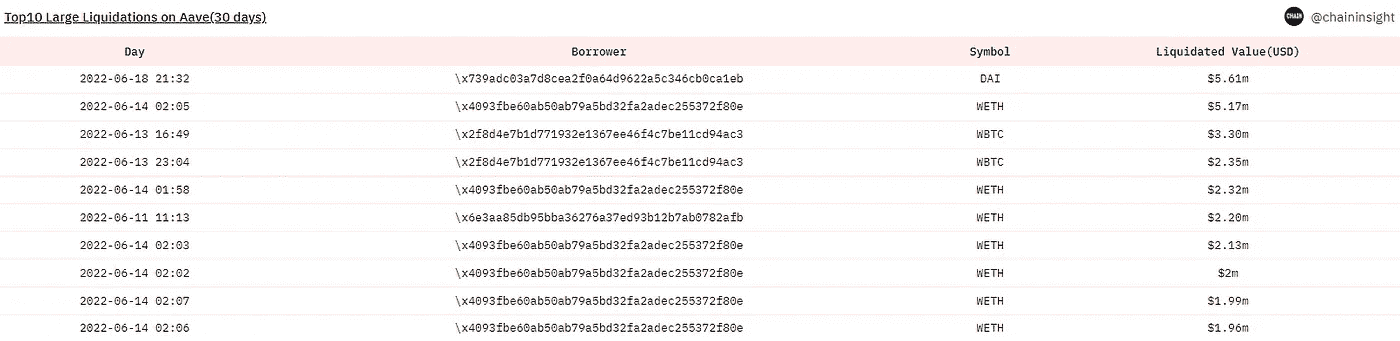 Top10 Large Liquidations on Aave(30 days) CHAIN @chaininsight
Day Borrower Symbol Liquidated Value(USD)
2022-06-18 21:32 \x739adc03a7d8cea2f0a64d9622a5c346cb0ca1eb DAI $5.61m
2022-06-14 02:05 \x4093fbe60ab50ab79a5bd32fa2adec255372f80e WETH $5.17m
2022-06-13 16:49 \x2f8d4e7b1d771932e1367ee46f4c7be11cd94ac3 WBTC $3.30m
2022-06-13 23:04 \x2f8d4e7b1d771932e1367ee46f4c7be11cd94ac3 WBTC $2.35m
2022-06-14 01:58 \x4093fbe60ab50ab79a5bd32fa2adec255372f80e WETH $2.32m
2022-06-11 11:13 \x6e3aa85db95bba36276a37ed93b12b7ab0782afb WETH $2.20m
2022-06-14 02:03 \x4093fbe60ab50ab79a5bd32fa2adec255372f80e WETH $2.13m
2022-06-14 02:02 \x4093fbe60ab50ab79a5bd32fa2adec255372f80e WETH $2m
2022-06-14 02:07 \x4093fbe60ab50ab79a5bd32fa2adec255372f80e WETH $1.99m
2022-06-14 02:06 \x4093fbe60ab50ab79a5bd32fa2adec255372f80e WETH $1.96m